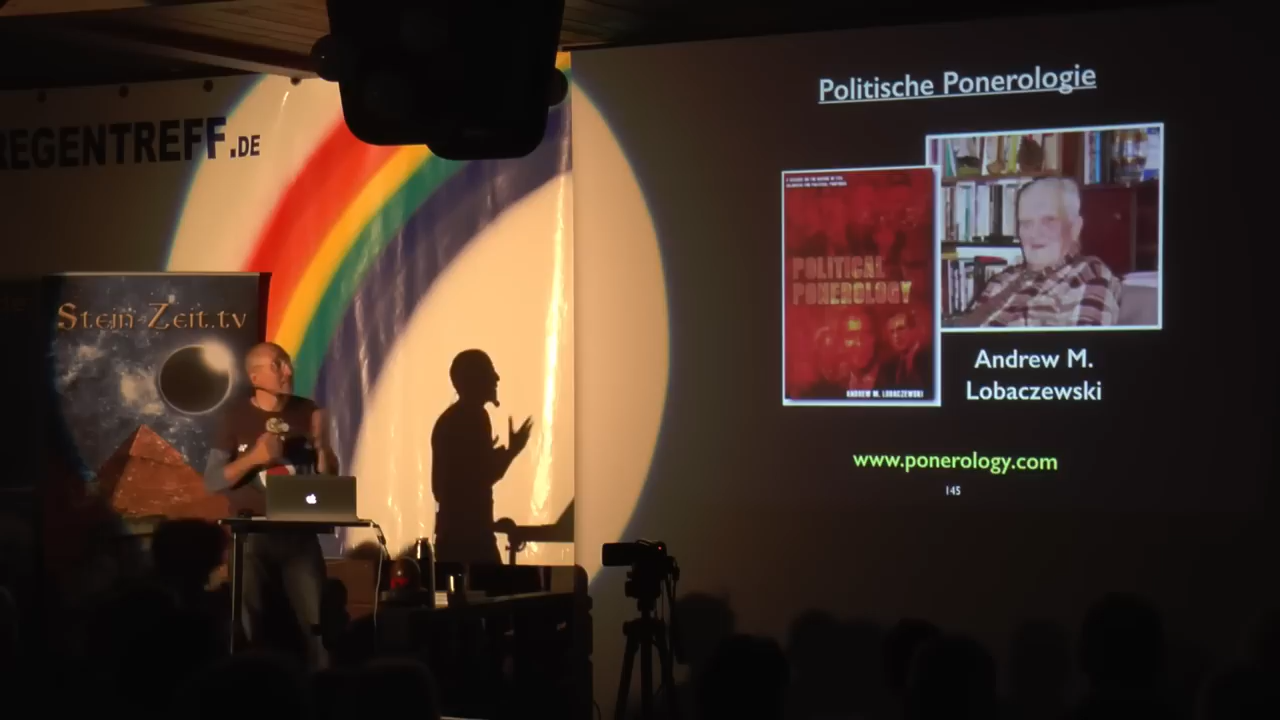 REGENTREFF.DE
Stein-Zeit.tv
Politische Ponerologie
POLITICAL
PONEROLOGY
ANDREW M. LOBACZEWSKI
Andrew M.
Lobaczewski
www.ponerology.com
145